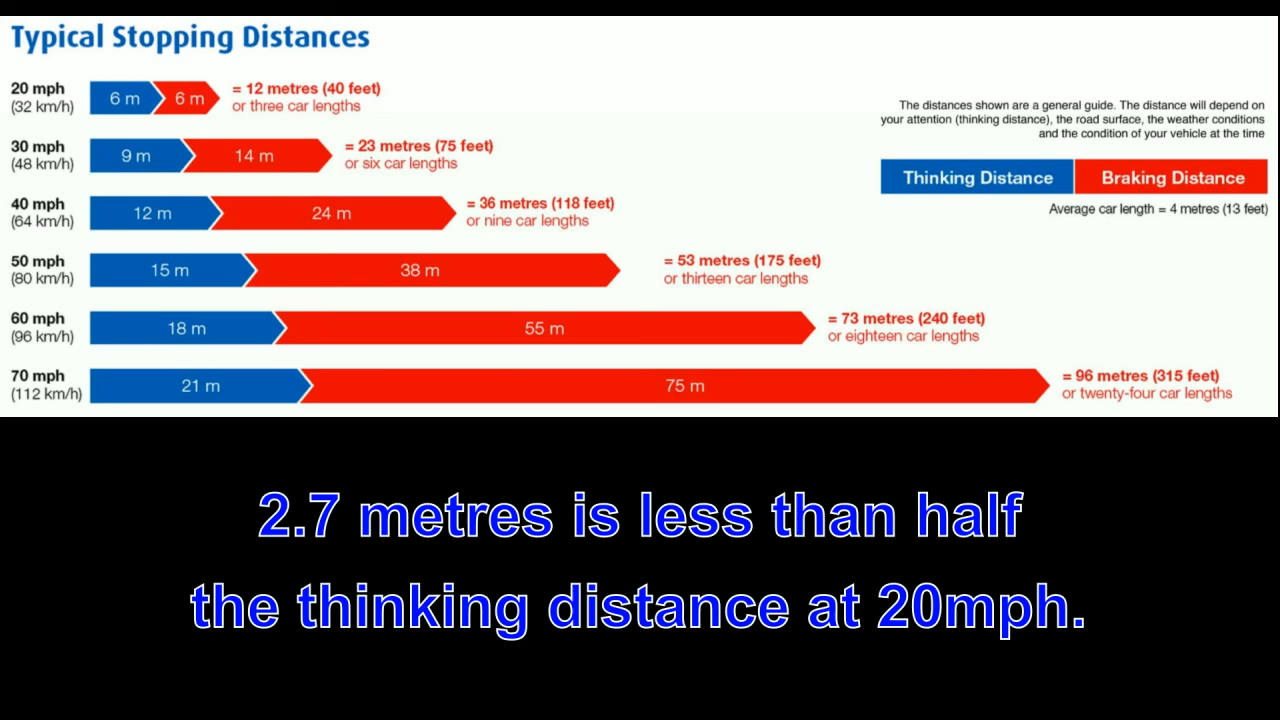 Typical Stopping Distances
20 mph
(32 km/h)
6 m
6 m
= 12 metres (40 feet)
or three car lengths
The distances shown are a general guide. The distance will depend on
your attention (thinking distance), the road surface, the weather conditions
and the condition of your vehicle at the time
30 mph
(48 km/h)
9 m
14 m
= 23 metres (75 feet)
or six car lengths
Thinking Distance
Braking Distance
Average car length = 4 metres (13 feet)
40 mph
(64 km/h)
12 m
24 m
= 36 metres (118 feet)
or nine car lengths
50 mph
(80 km/h)
15 m
38 m
= 53 metres (175 feet)
or thirteen car lengths
60 mph
(96 km/h)
18 m
55 m
= 73 metres (240 feet)
or eighteen car lengths
70 mph
(112 km/h)
21 m
75 m
= 96 metres (315 feet)
or twenty-four car lengths
2.7 metres is less than half
the thinking distance at 20mph.